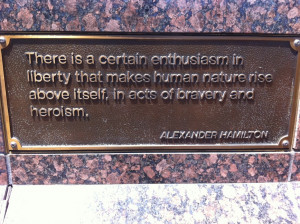 There is a certain enthusiasm in
liberty that makes human nature rise
above itself, in acts of bravery and
heroism.
ALEXANDER HAMILTON